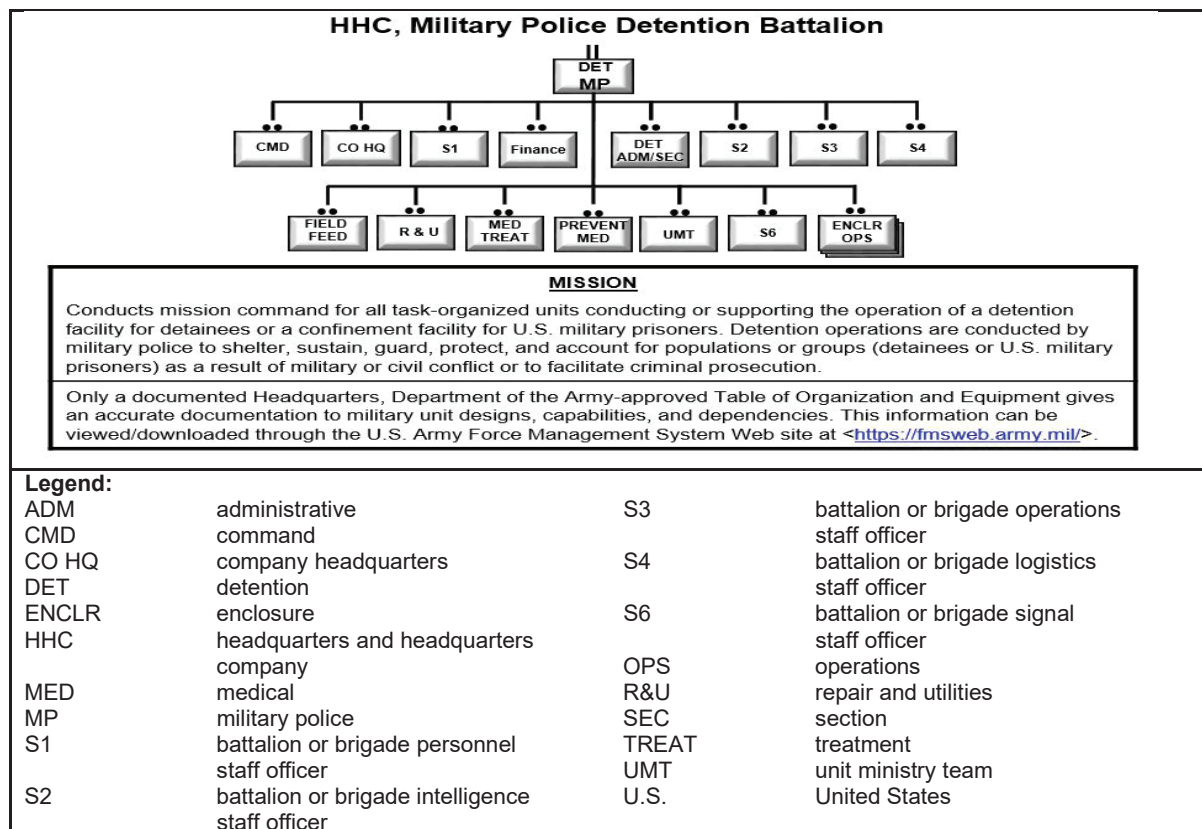 HHC, Military Police Detention Battalion
DET
MP
CMD
CO HQ
S1
Finance
DET
ADM/SEC
S2
S3
S4
FIELD
FEED
R & U
MED
TREAT
PREVENT
MED
UMT
S6
ENCLR
OPS
MISSION
Conducts mission command for all task-organized units conducting or supporting the operation of a detention
facility for detainees or a confinement facility for U.S. military prisoners. Detention operations are conducted by
military police to shelter, sustain, guard, protect, and account for populations or groups (detainees or U.S. military
prisoners) as a result of military or civil conflict or to facilitate criminal prosecution.
Only a documented Headquarters, Department of the Army-approved Table of Organization and Equipment gives
an accurate documentation to military unit designs, capabilities, and dependencies. This information can be
viewed/downloaded through the U.S. Army Force Management System Web site at <https://fmsweb.army.mil/>.
Legend:
ADM administrative
CMD command
CO HQ company headquarters
DET detention
ENCLR enclosure
HHC headquarters and headquarters
company
MED medical
MP military police
S1 battalion or brigade personnel
staff officer
S2 battalion or brigade intelligence
staff officer
S3 battalion or brigade operations
staff officer
S4 battalion or brigade logistics
staff officer
S6 battalion or brigade signal
staff officer
OPS operations
R&U repair and utilities
SEC section
TREAT treatment
UMT unit ministry team
U.S. United States